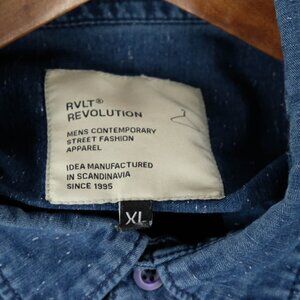 RVLT®
REVOLUTION
MENS CONTEMPORARY
STREET FASHION
APPAREL
IDEA MANUFACTURED
IN SCANDINAVIA
SINCE 1995
XL